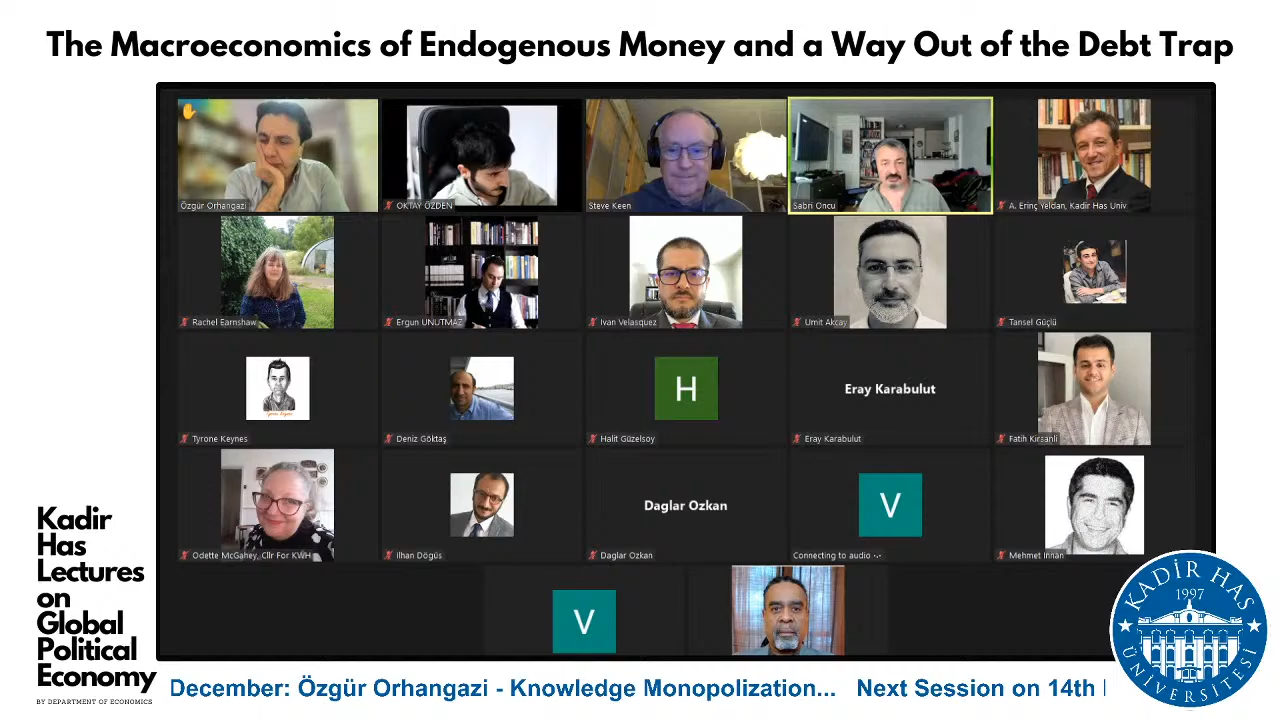 The Macroeconomics of Endogenous Money and a Way Out of the Debt Trap
Özgür Orhangazi
OKTAY ÖZDEN
Steve Keen
Sabri Oncu
A. Erinç Yeldan, Kadir Has Univ
Rachel Earnshaw
Ergun UNUTMAZ
Ivan Velasquez
Umit Akcay
Tansel Güçlü
Tyrone Keynes
Tyrone Keynes
Deniz Göktaş
H
Halit Güzelsoy
Eray Karabulut
Eray Karabulut
Fatih Kırşanlı
Odette McGahey, Cllr For KWH
Ilhan Dögüs
Daglar Ozkan
Daglar Ozkan
V
Connecting to audio ···
Mehmet Inhan
V
Kadir
Has
Lectures
on
Global
Political
Economy
BY DEPARTMENT OF ECONOMICS
December: Özgür Orhangazi - Knowledge Monopolization... Next Session on 14th
KADİR HAS
1997
ÜNİVERSİTESİ